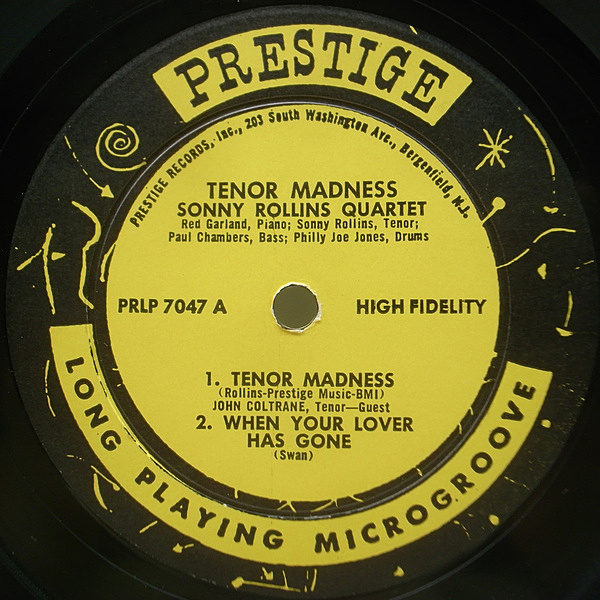 PRESTIGE
PRESTIGE RECORDS, Inc., 203 South Washington Ave., Bergenfield, N.J.
TENOR MADNESS
SONNY ROLLINS QUARTET
Red Garland, Piano; Sonny Rollins, Tenor;
Paul Chambers, Bass; Philly Joe Jones, Drums
PRLP 7047 A HIGH FIDELITY
1. TENOR MADNESS
(Rollins-Prestige Music-BMI)
JOHN COLTRANE, Tenor—Guest
2. WHEN YOUR LOVER
HAS GONE
(Swan)
LONG PLAYING MICROGROOVE